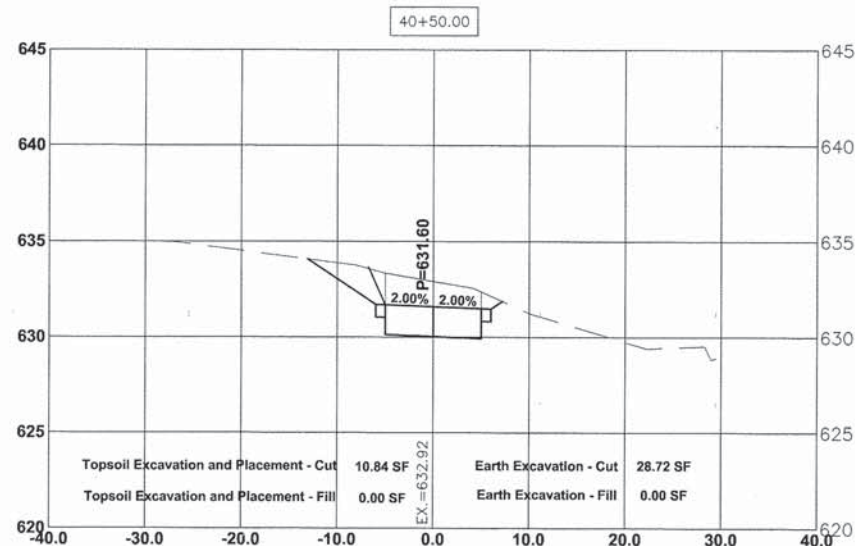 40+50.00
645 645
640 640
635 635
P=631.60
2.00% 2.00%
630 630
625 625
Topsoil Excavation and Placement - Cut 10.84 SF Earth Excavation - Cut 28.72 SF
Topsoil Excavation and Placement - Fill 0.00 SF Earth Excavation - Fill 0.00 SF
EX.=632.92
620 620
-40.0 -30.0 -20.0 -10.0 0.0 10.0 20.0 30.0 40.0